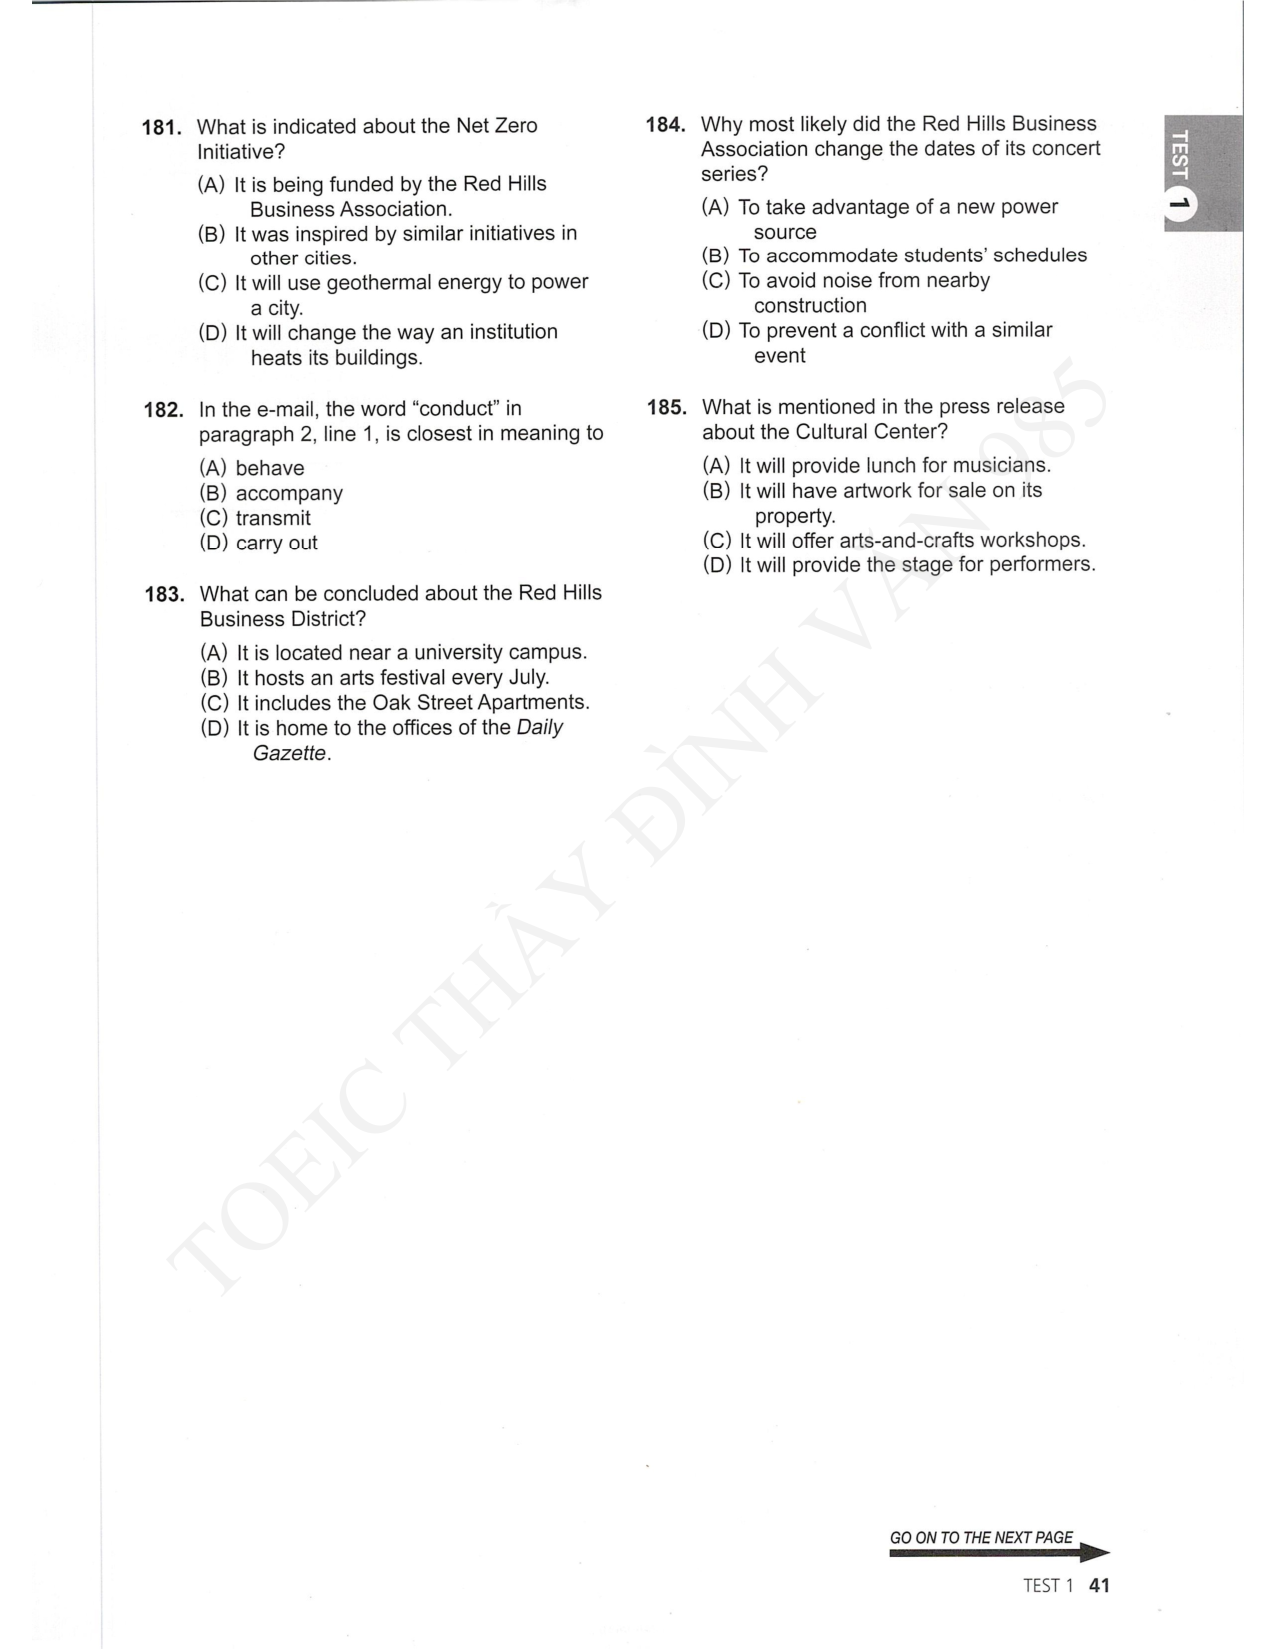 181. What is indicated about the Net Zero
Initiative?
(A) It is being funded by the Red Hills
Business Association.
(B) It was inspired by similar initiatives in
other cities.
(C) It will use geothermal energy to power
a city.
(D) It will change the way an institution
heats its buildings.
182. In the e-mail, the word “conduct” in
paragraph 2, line 1, is closest in meaning to
(A) behave
(B) accompany
(C) transmit
(D) carry out
183. What can be concluded about the Red Hills
Business District?
(A) It is located near a university campus.
(B) It hosts an arts festival every July.
(C) It includes the Oak Street Apartments.
(D) It is home to the offices of the Daily
Gazette.
184. Why most likely did the Red Hills Business
Association change the dates of its concert
series?
(A) To take advantage of a new power
source
(B) To accommodate students’ schedules
(C) To avoid noise from nearby
construction
(D) To prevent a conflict with a similar
event
185. What is mentioned in the press release
about the Cultural Center?
(A) It will provide lunch for musicians.
(B) It will have artwork for sale on its
property.
(C) It will offer arts-and-crafts workshops.
(D) It will provide the stage for performers.
TEST 1
TOEIC THẦY ĐÌNH VĂN 985
GO ON TO THE NEXT PAGE
TEST 1 41